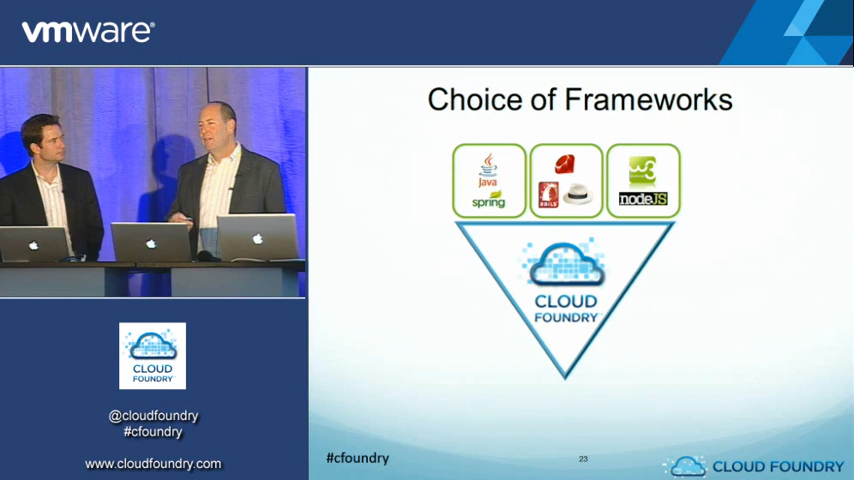 vmware®
Choice of Frameworks
Java
spring
RAILS
nodeJS
CLOUD
FOUNDRY
CLOUD
FOUNDRY
@cloudfoundry
#cfoundry
www.cloudfoundry.com
#cfoundry
23
CLOUD FOUNDRY